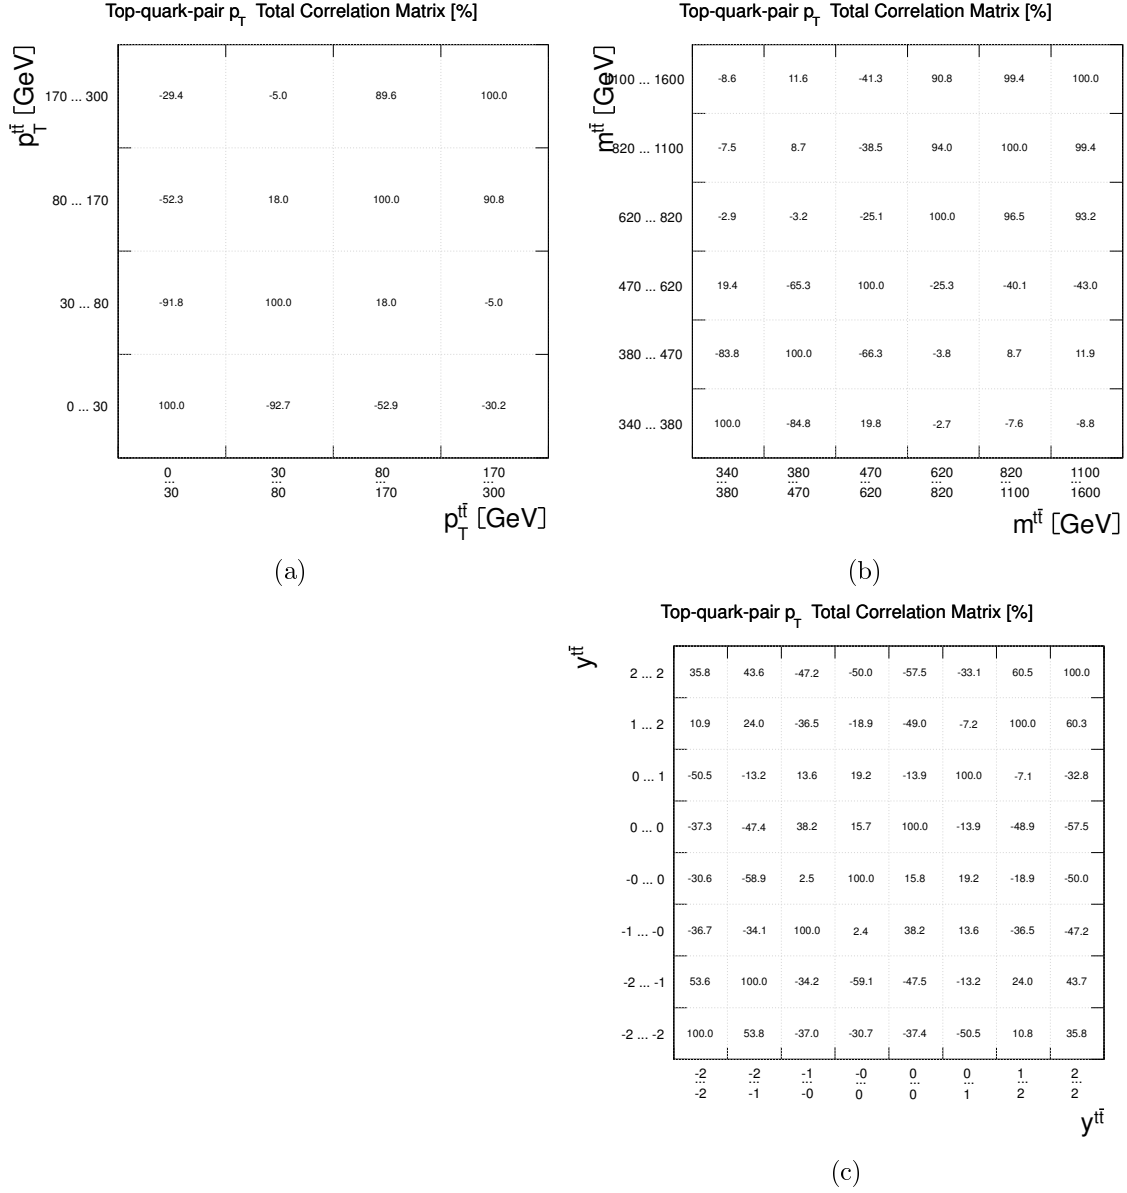 Top-quark-pair pT Total Correlation Matrix [%]
pT^tt̄ [GeV]
170 ... 300 -29.4 -5.0 89.6 100.0
80 ... 170 -52.3 18.0 100.0 90.8
30 ... 80 -91.8 100.0 18.0 -5.0
0 ... 30 100.0 -92.7 -52.9 -30.2
0 30 80 170
... ... ... ...
30 80 170 300
pT^tt̄ [GeV]
(a)
Top-quark-pair pT Total Correlation Matrix [%]
m^tt̄ [GeV]
1100 ... 1600 -8.6 11.6 -41.3 90.8 99.4 100.0
820 ... 1100 -7.5 8.7 -38.5 94.0 100.0 99.4
620 ... 820 -2.9 -3.2 -25.1 100.0 96.5 93.2
470 ... 620 19.4 -65.3 100.0 -25.3 -40.1 -43.0
380 ... 470 -83.8 100.0 -66.3 -3.8 8.7 11.9
340 ... 380 100.0 -84.8 19.8 -2.7 -7.6 -8.8
340 380 470 620 820 1100
... ... ... ... ... ...
380 470 620 820 1100 1600
m^tt̄ [GeV]
(b)
Top-quark-pair pT Total Correlation Matrix [%]
y^tt̄
2 ... 2 35.8 43.6 -47.2 -50.0 -57.5 -33.1 60.5 100.0
1 ... 2 10.9 24.0 -36.5 -18.9 -49.0 -7.2 100.0 60.3
0 ... 1 -50.5 -13.2 13.6 19.2 -13.9 100.0 -7.1 -32.8
0 ... 0 -37.3 -47.4 38.2 15.7 100.0 -13.9 -48.9 -57.5
-0 ... 0 -30.6 -58.9 2.5 100.0 15.8 19.2 -18.9 -50.0
-1 ... -0 -36.7 -34.1 100.0 2.4 38.2 13.6 -36.5 -47.2
-2 ... -1 53.6 100.0 -34.2 -59.1 -47.5 -13.2 24.0 43.7
-2 ... -2 100.0 53.8 -37.0 -30.7 -37.4 -50.5 10.8 35.8
-2 -2 -1 -0 0 0 1 2
... ... ... ... ... ... ... ...
-2 -1 -0 0 0 1 2 2
y^tt̄
(c)